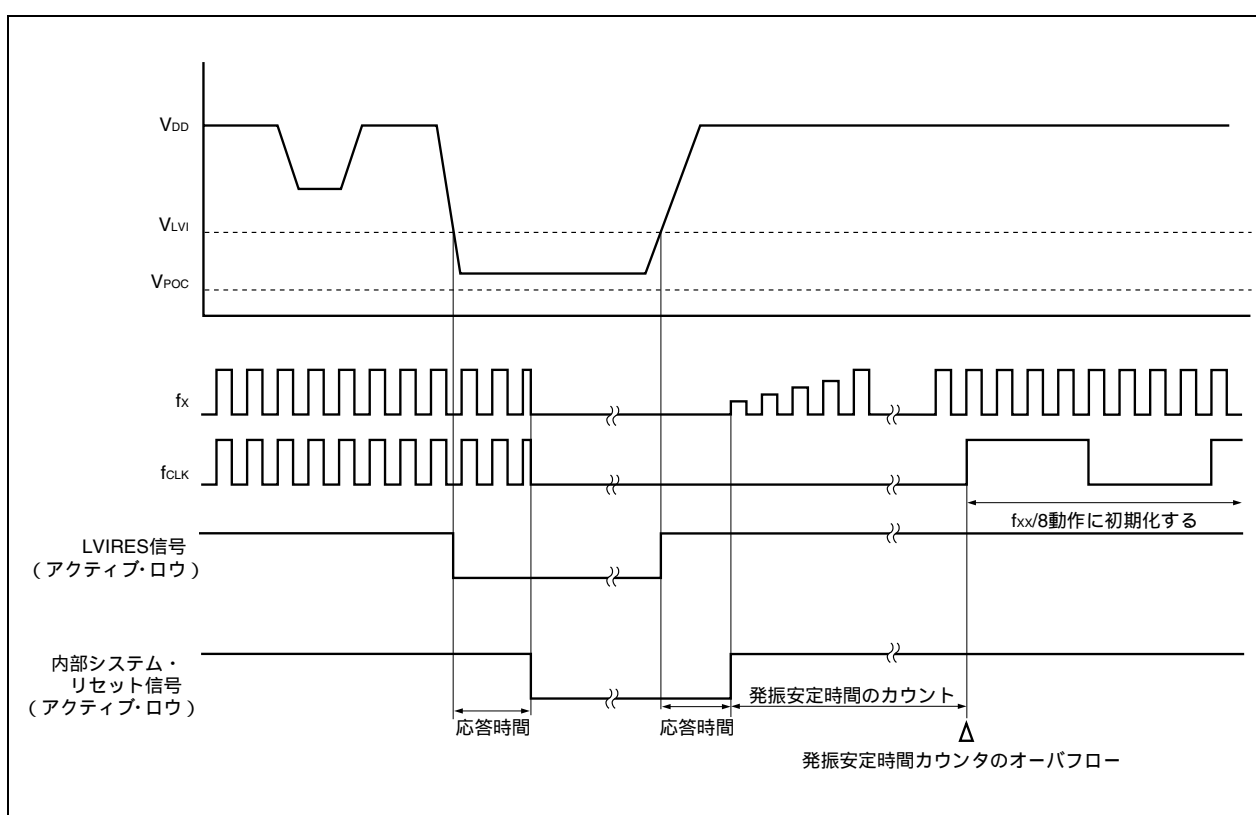 VDD
VLVI
VPOC
fX
fCLK
fXX/8動作に初期化する
LVIRES信号
（アクティブ・ロウ）
内部システム・
リセット信号
（アクティブ・ロウ）
応答時間
応答時間
発振安定時間のカウント
発振安定時間カウンタのオーバフロー